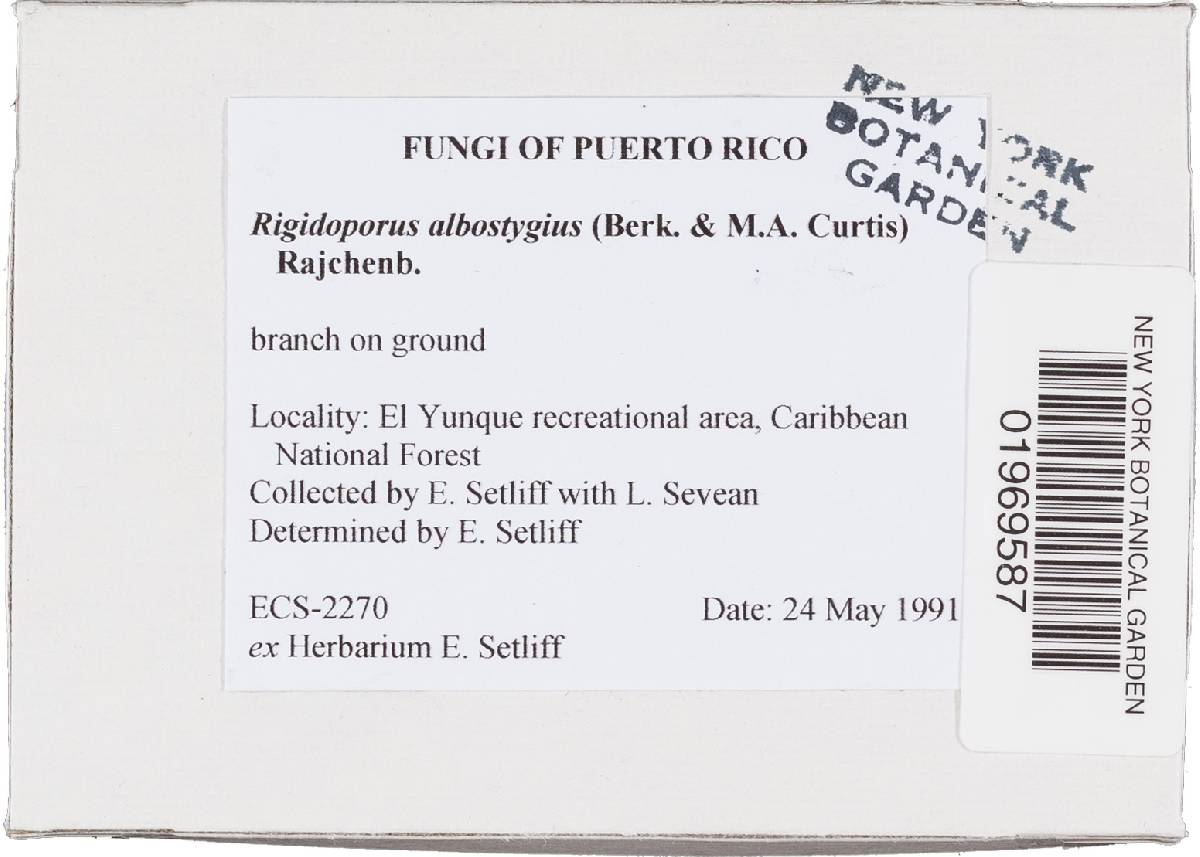 NEW YORK
BOTANICAL
GARDEN
FUNGI OF PUERTO RICO
Rigidoporus albostygius (Berk. & M.A. Curtis)
Rajchenb.
branch on ground
Locality: El Yunque recreational area, Caribbean
National Forest
Collected by E. Setliff with L. Sevean
Determined by E. Setliff
ECS-2270 Date: 24 May 1991
ex Herbarium E. Setliff
NEW YORK BOTANICAL GARDEN
01969587